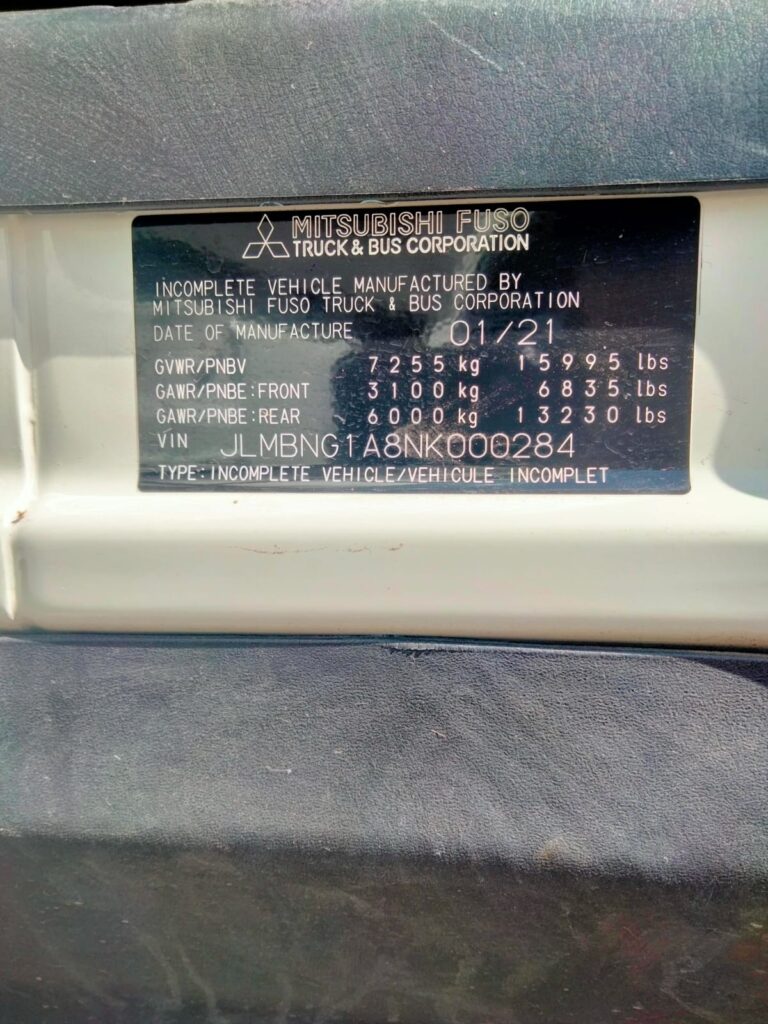 MITSUBISHI FUSO
TRUCK & BUS CORPORATION
INCOMPLETE VEHICLE MANUFACTURED BY
MITSUBISHI FUSO TRUCK & BUS CORPORATION
DATE OF MANUFACTURE 01/21
GVWR/PNBV 7255 kg 15995 lbs
GAWR/PNBE:FRONT 3100 kg 6835 lbs
GAWR/PNBE:REAR 6000 kg 13230 lbs
VIN JLMBNG1A8NK000284
TYPE:INCOMPLETE VEHICLE/VEHICULE INCOMPLET